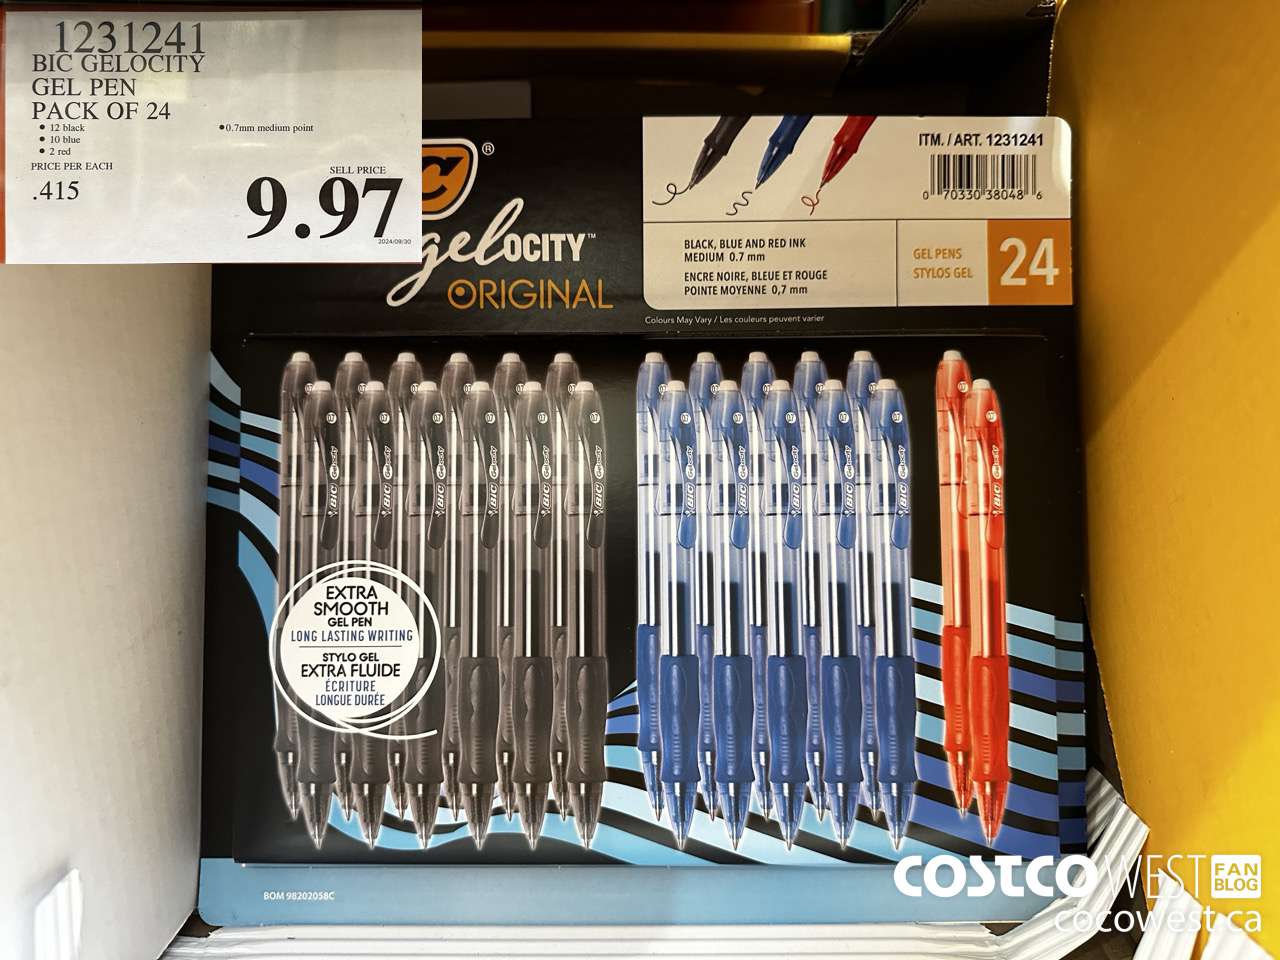 1231241
BIC GELOCITY
GEL PEN
PACK OF 24
• 12 black
• 10 blue
• 2 red
•0.7mm medium point
PRICE PER EACH
.415
SELL PRICE
9.97
2024/09/30
®
gelOCITY™
ORIGINAL
ITM. / ART. 1231241
0 70330 38048 6
BLACK, BLUE AND RED INK
MEDIUM 0.7 mm
ENCRE NOIRE, BLEUE ET ROUGE
POINTE MOYENNE 0,7 mm
GEL PENS
STYLOS GEL
24
Colours May Vary / Les couleurs peuvent varier
EXTRA
SMOOTH
GEL PEN
LONG LASTING WRITING
STYLO GEL
EXTRA FLUIDE
ÉCRITURE
LONGUE DURÉE
BIC Gelocity
BOM 98202058C
COSTCO WEST FAN BLOG
cocowest.ca